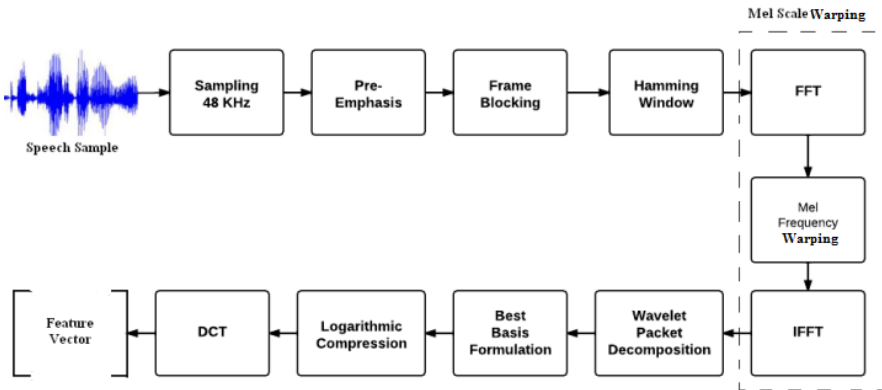 Mel Scale Warping
Sampling
48 KHz
Pre-
Emphasis
Frame
Blocking
Hamming
Window
FFT
Speech Sample
Mel
Frequency
Warping
IFFT
Wavelet
Packet
Decomposition
Best
Basis
Formulation
Logarithmic
Compression
DCT
Feature
Vector